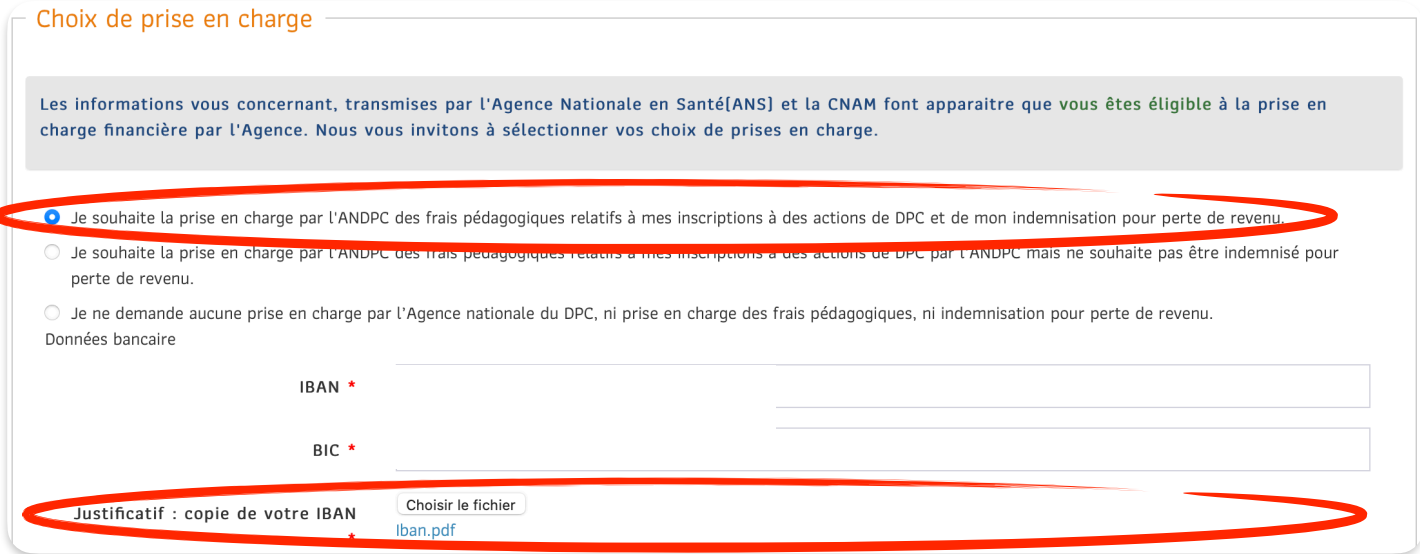 Choix de prise en charge
Les informations vous concernant, transmises par l'Agence Nationale en Santé(ANS) et la CNAM font apparaitre que vous êtes éligible à la prise en
charge financière par l'Agence. Nous vous invitons à sélectionner vos choix de prises en charge.
Je souhaite la prise en charge par l'ANDPC des frais pédagogiques relatifs à mes inscriptions à des actions de DPC et de mon indemnisation pour perte de revenu.
Je souhaite la prise en charge par l'ANDPC des frais pédagogiques relatifs à mes inscriptions à des actions de DPC par l'ANDPC mais ne souhaite pas être indemnisé pour
perte de revenu.
Je ne demande aucune prise en charge par l'Agence nationale du DPC, ni prise en charge des frais pédagogiques, ni indemnisation pour perte de revenu.
Données bancaire
IBAN *
BIC *
Justificatif : copie de votre IBAN *
Choisir le fichier
Iban.pdf